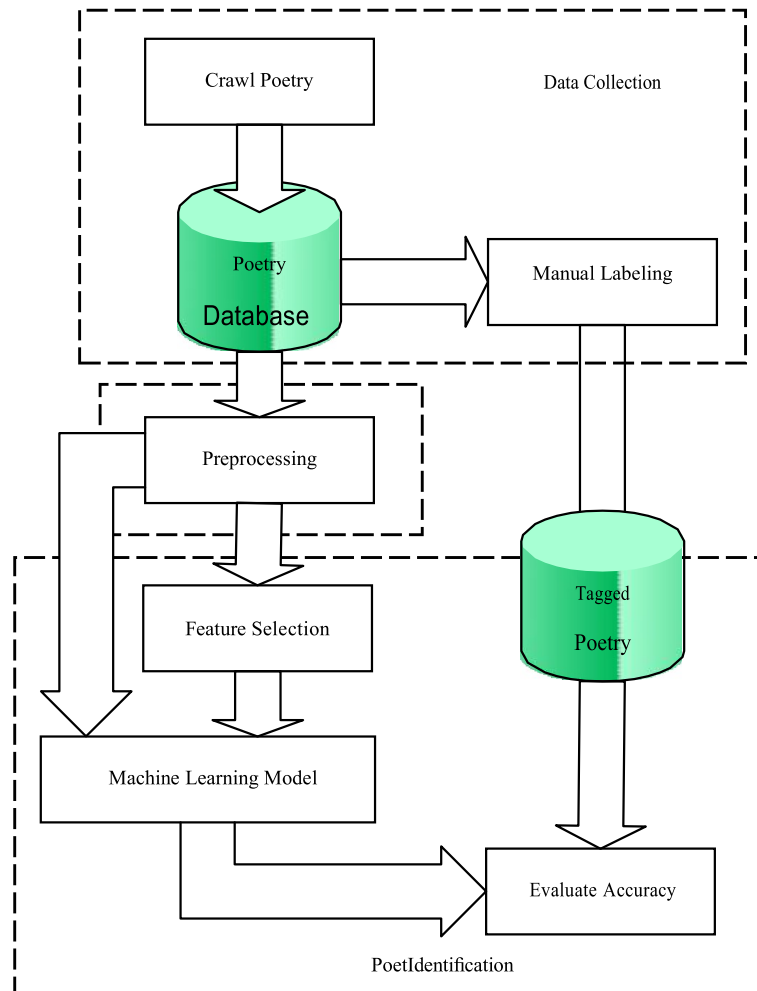 Crawl Poetry
Data Collection
Poetry
Database
Manual Labeling
Preprocessing
Tagged
Poetry
Feature Selection
Machine Learning Model
Evaluate Accuracy
PoetIdentification